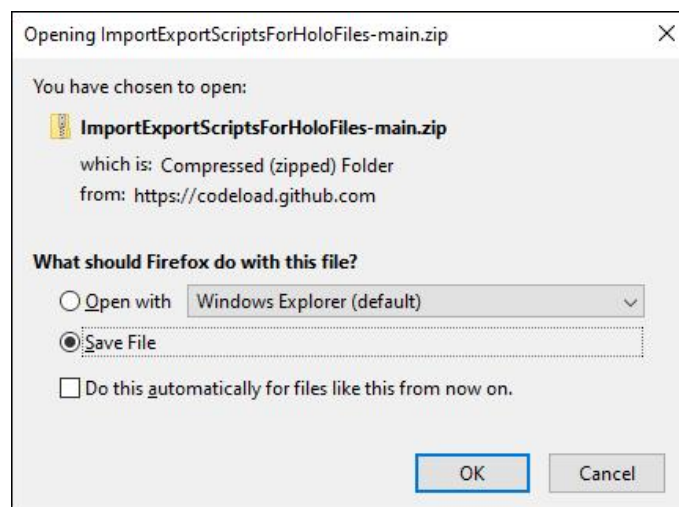 Opening ImportExportScriptsForHoloFiles-main.zip
You have chosen to open:
ImportExportScriptsForHoloFiles-main.zip
which is: Compressed (zipped) Folder
from: https://codeload.github.com
What should Firefox do with this file?
Open with Windows Explorer (default)
Save File
Do this automatically for files like this from now on.
OK Cancel